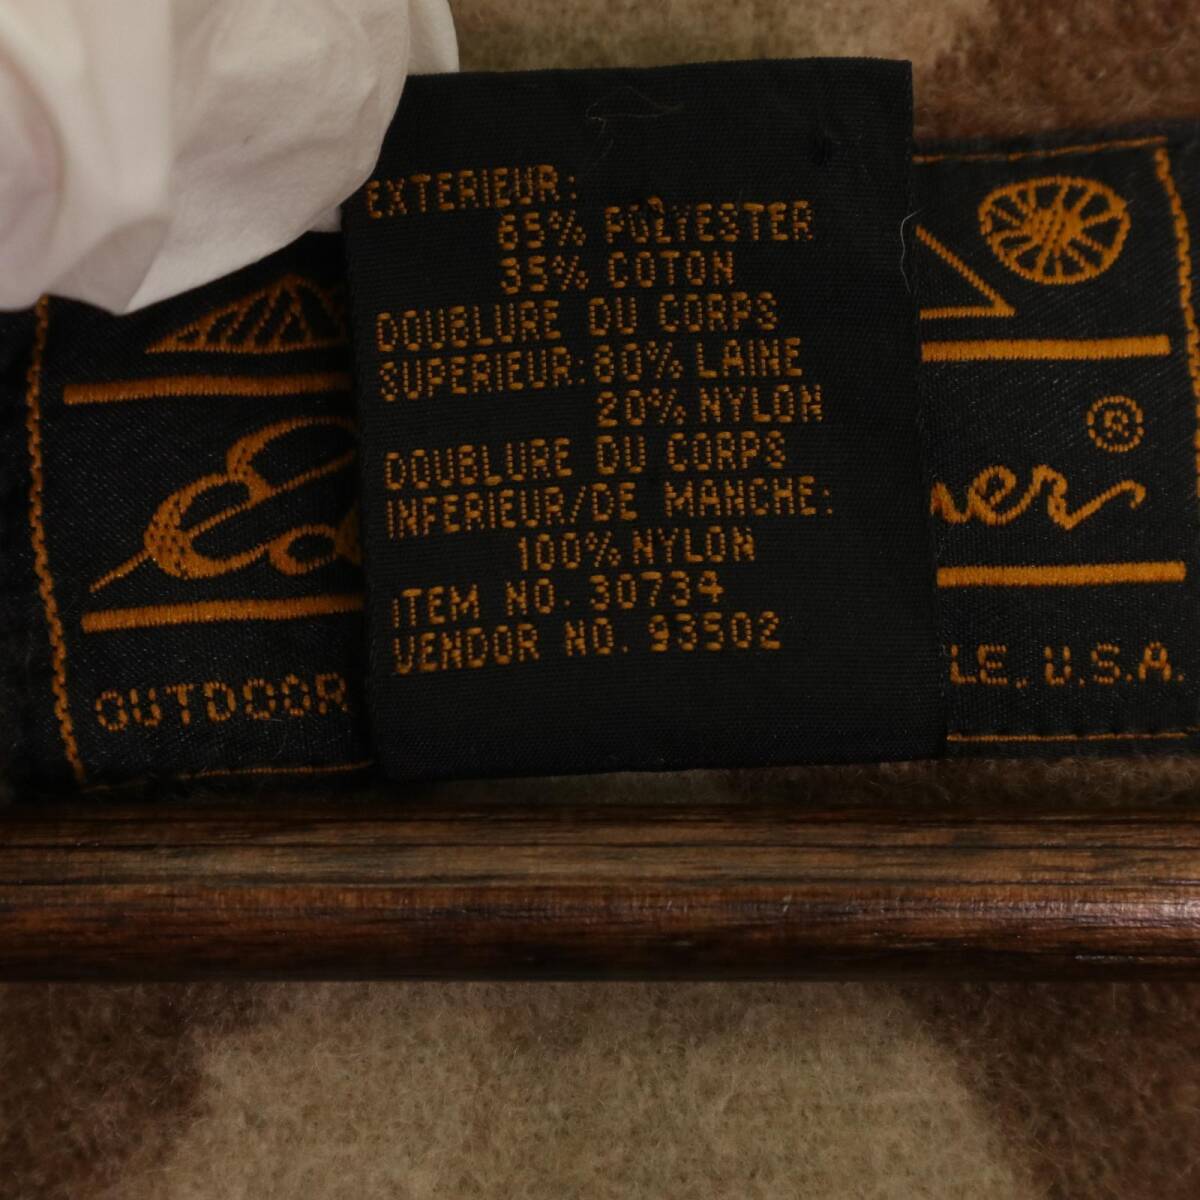 EXTERIEUR:
65% POLYESTER
35% COTON
DOUBLURE DU CORPS
SUPERIEUR: 80% LAINE
20% NYLON
DOUBLURE DU CORPS
INFERIEUR/DE MANCHE:
100% NYLON
ITEM NO. 30734
VENDOR NO. 93502
®
OUTDOOR
U.S.A.